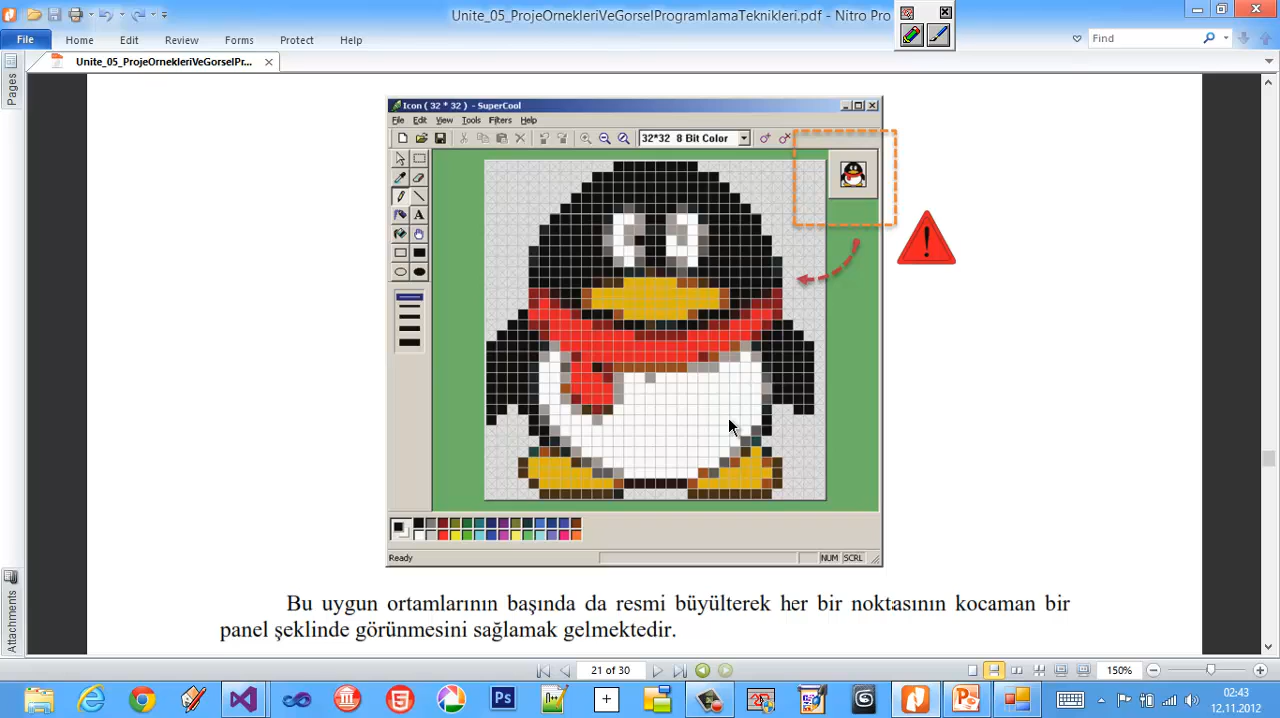 Unite_05_ProjeOrnekleriVeGorselProgramlamaTeknikleri.pdf - Nitro Pro
File Home Edit Review Forms Protect Help Find
Unite_05_ProjeOrnekleriVeGorselPr...
Pages
Icon ( 32 * 32 ) - SuperCool
File Edit View Tools Filters Help
32*32 8 Bit Color
A
Ready NUM SCRL
Attachments
Bu uygun ortamlarının başında da resmi büyülterek her bir noktasının kocaman bir
panel şeklinde görünmesini sağlamak gelmektedir.
21 of 30 150%
Ps
02:43
12.11.2012